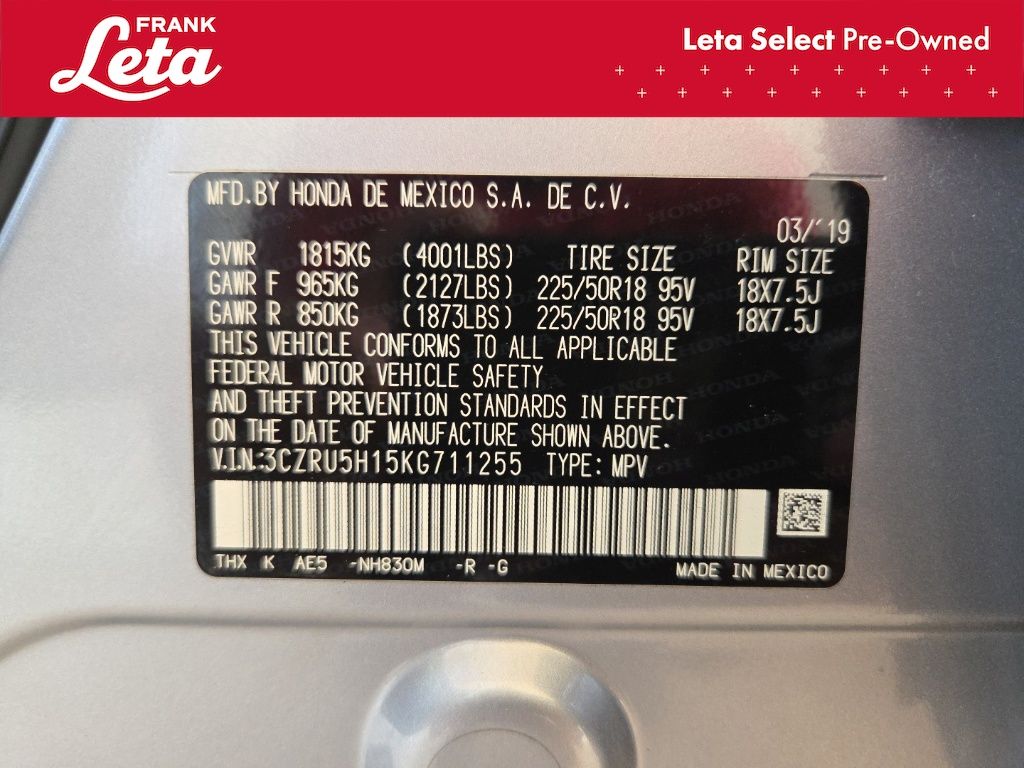 FRANK
Leta
Leta Select Pre-Owned
MFD.BY HONDA DE MEXICO S.A. DE C.V.
03/'19
GVWR 1815KG (4001LBS) TIRE SIZE RIM SIZE
GAWR F 965KG (2127LBS) 225/50R18 95V 18X7.5J
GAWR R 850KG (1873LBS) 225/50R18 95V 18X7.5J
THIS VEHICLE CONFORMS TO ALL APPLICABLE
FEDERAL MOTOR VEHICLE SAFETY
AND THEFT PREVENTION STANDARDS IN EFFECT
ON THE DATE OF MANUFACTURE SHOWN ABOVE.
V.I.N:3CZRU5H15KG711255 TYPE: MPV
THX K AE5 -NH830M -R -G
MADE IN MEXICO